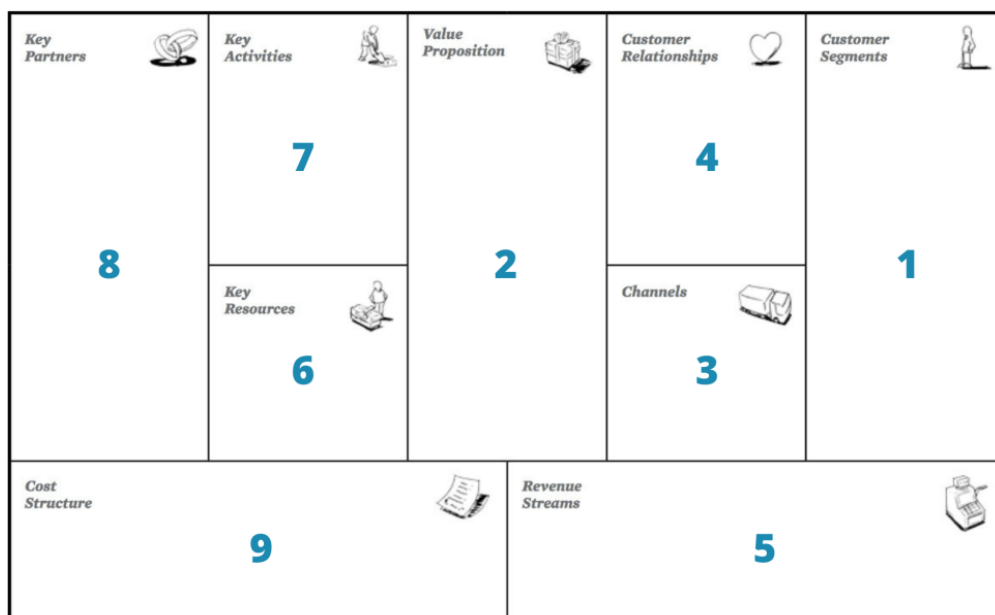 Key
Partners
8
Key
Activities
7
Key
Resources
6
Value
Proposition
2
Customer
Relationships
4
Channels
3
Customer
Segments
1
Cost
Structure
9
Revenue
Streams
5